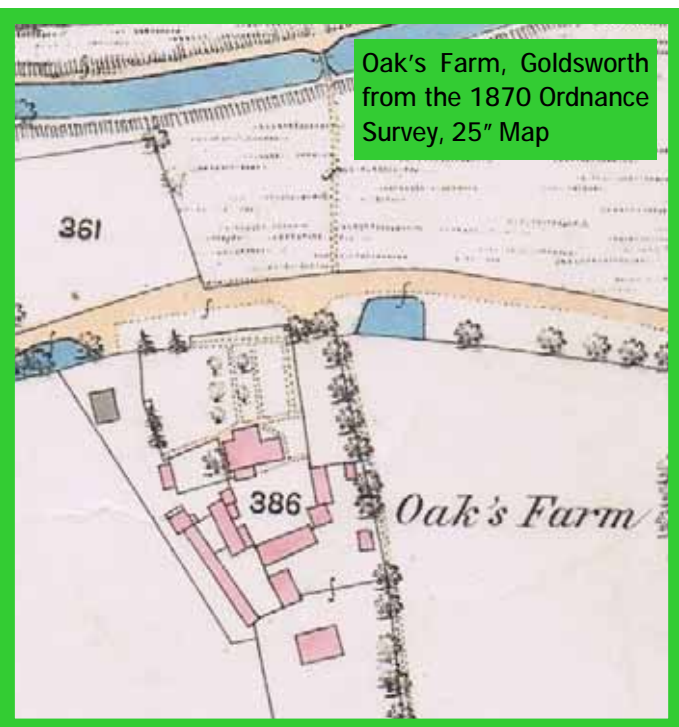 Oak's Farm, Goldsworth
from the 1870 Ordnance
Survey, 25" Map
361
386
Oak's Farm